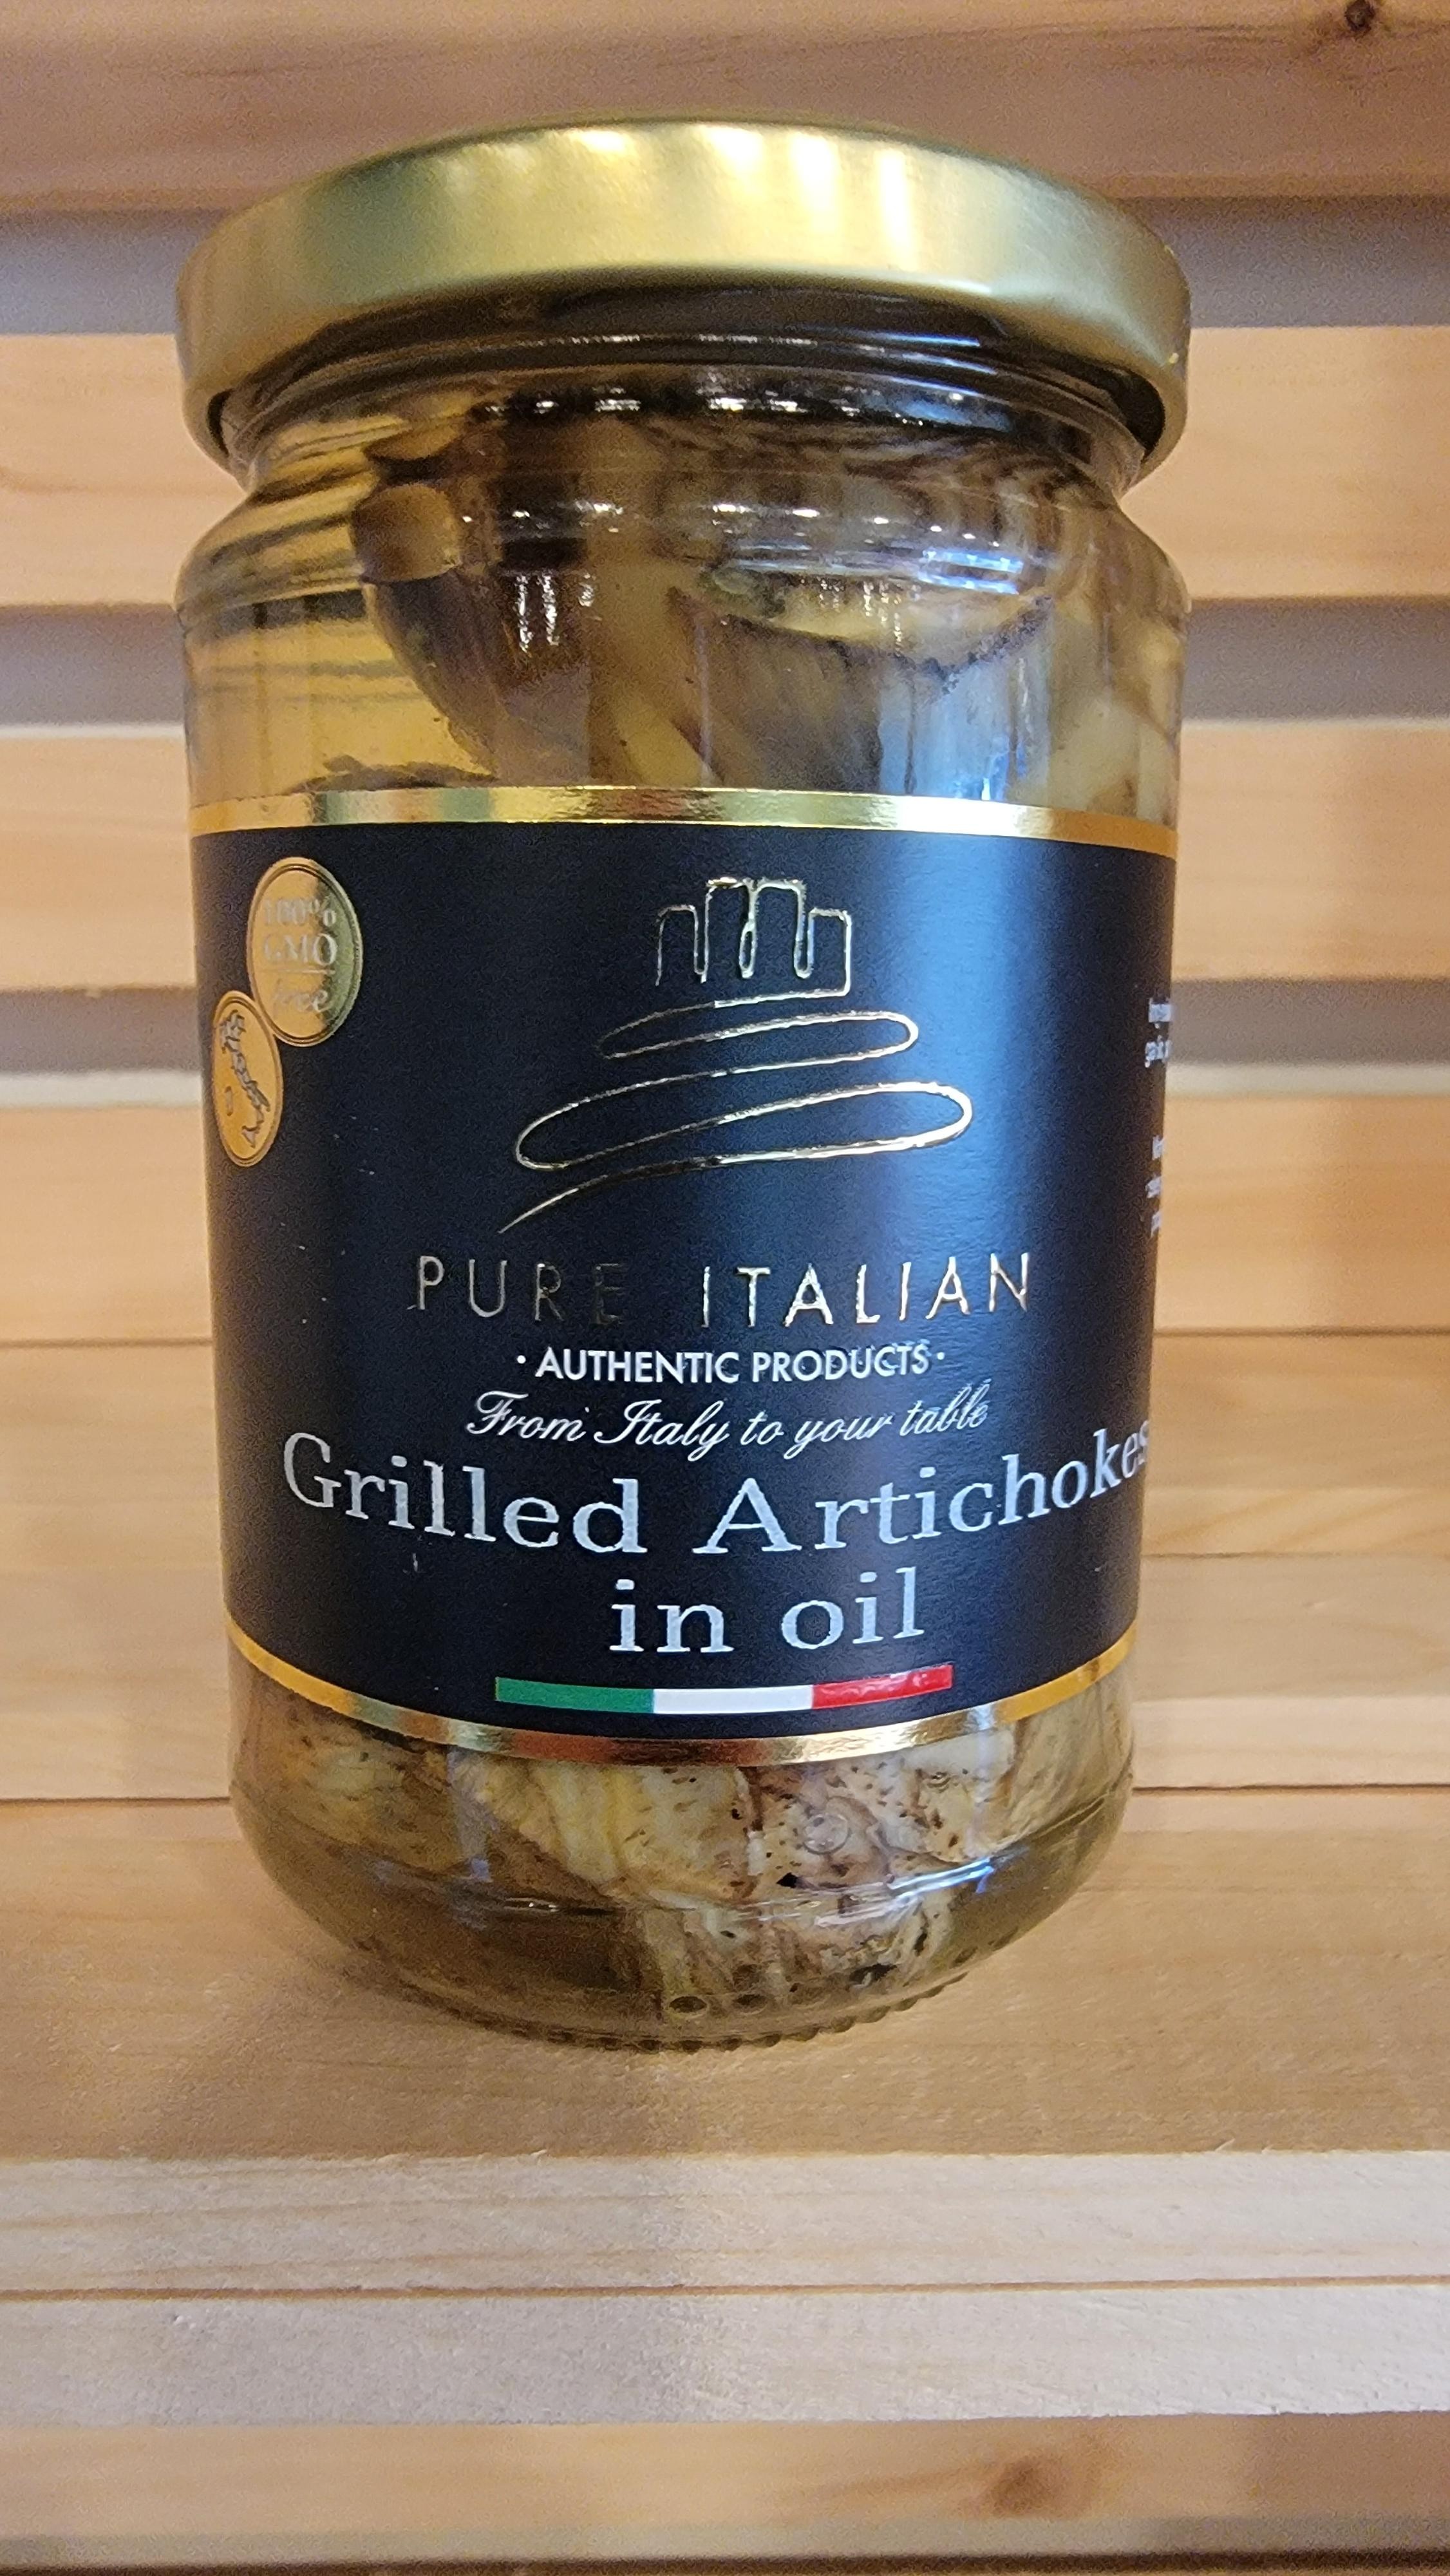 100%
GMO
free
PURE ITALIAN
· AUTHENTIC PRODUCTS ·
From Italy to your table
Grilled Artichokes
in oil